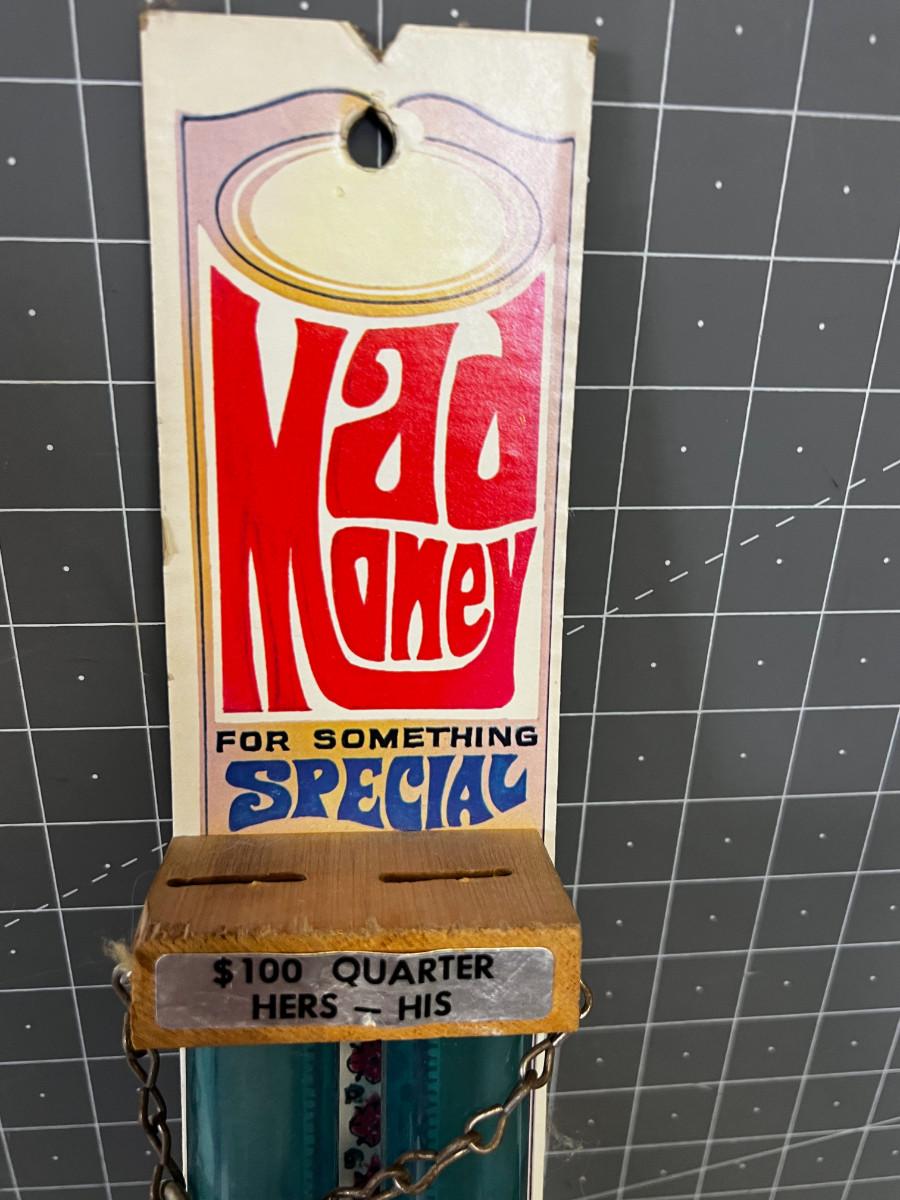 Mad
Money
FOR SOMETHING
SPECIAL
$100 QUARTER
HERS — HIS